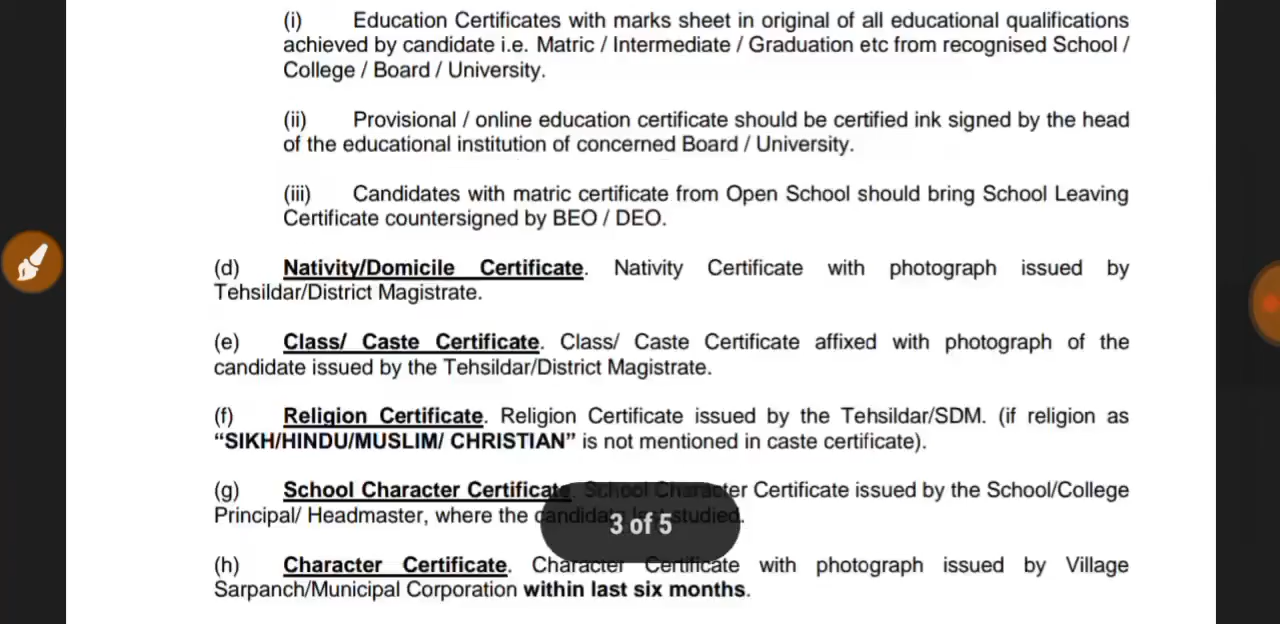 (i) Education Certificates with marks sheet in original of all educational qualifications
achieved by candidate i.e. Matric / Intermediate / Graduation etc from recognised School /
College / Board / University.
(ii) Provisional / online education certificate should be certified ink signed by the head
of the educational institution of concerned Board / University.
(iii) Candidates with matric certificate from Open School should bring School Leaving
Certificate countersigned by BEO / DEO.
(d) Nativity/Domicile Certificate. Nativity Certificate with photograph issued by
Tehsildar/District Magistrate.
(e) Class/ Caste Certificate. Class/ Caste Certificate affixed with photograph of the
candidate issued by the Tehsildar/District Magistrate.
(f) Religion Certificate. Religion Certificate issued by the Tehsildar/SDM. (if religion as
“SIKH/HINDU/MUSLIM/ CHRISTIAN” is not mentioned in caste certificate).
(g) School Character Certificate. School Character Certificate issued by the School/College
Principal/ Headmaster, where the candidate last studied.
3 of 5
(h) Character Certificate. Character Certificate with photograph issued by Village
Sarpanch/Municipal Corporation within last six months.